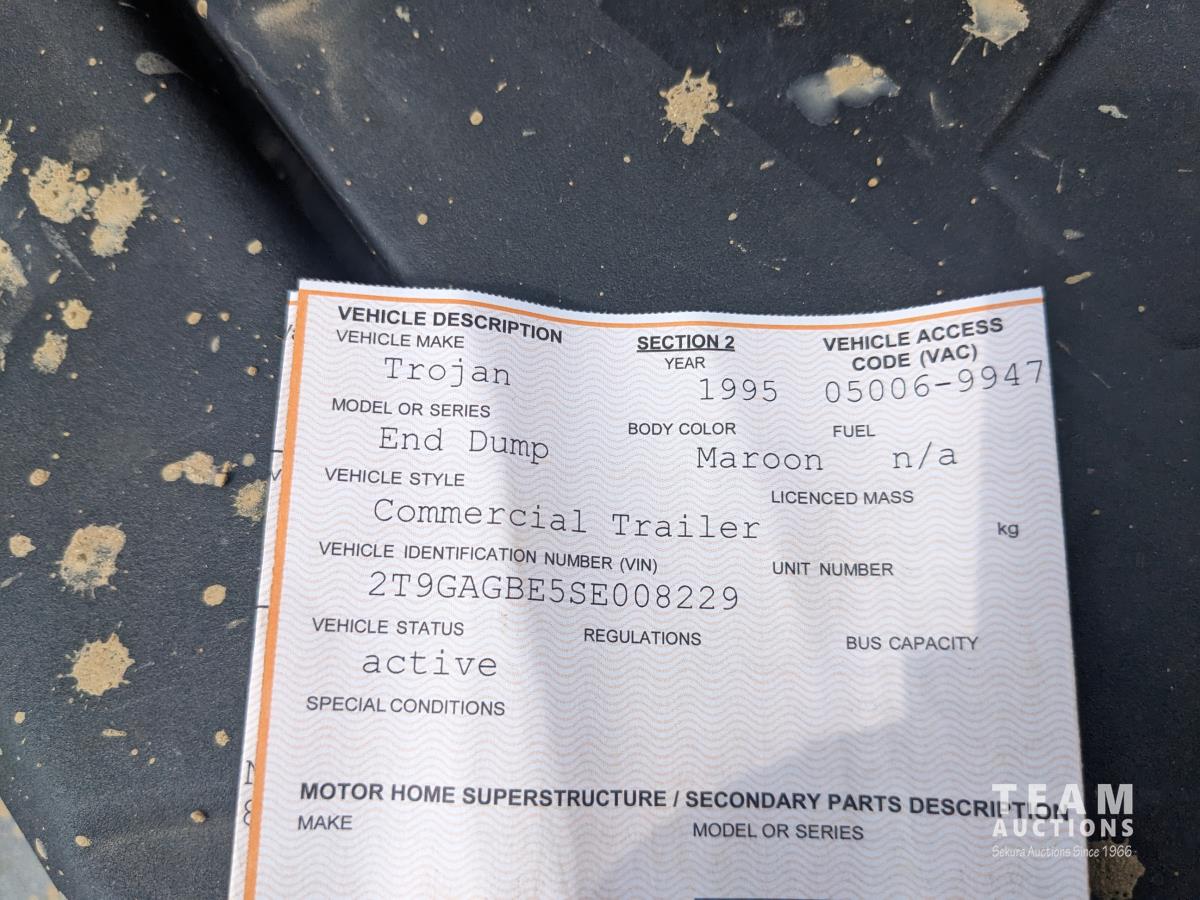 VEHICLE DESCRIPTION
SECTION 2
VEHICLE ACCESS
CODE (VAC)
VEHICLE MAKE
YEAR
Trojan
1995
05006-9947
MODEL OR SERIES
BODY COLOR
FUEL
End Dump
Maroon
n/a
VEHICLE STYLE
LICENCED MASS
Commercial Trailer
kg
VEHICLE IDENTIFICATION NUMBER (VIN)
UNIT NUMBER
2T9GAGBE5SE008229
VEHICLE STATUS
REGULATIONS
BUS CAPACITY
active
SPECIAL CONDITIONS
MOTOR HOME SUPERSTRUCTURE / SECONDARY PARTS DESCRIPTION
MAKE
MODEL OR SERIES
TEAM
AUCTIONS
Sekura Auctions Since 1966